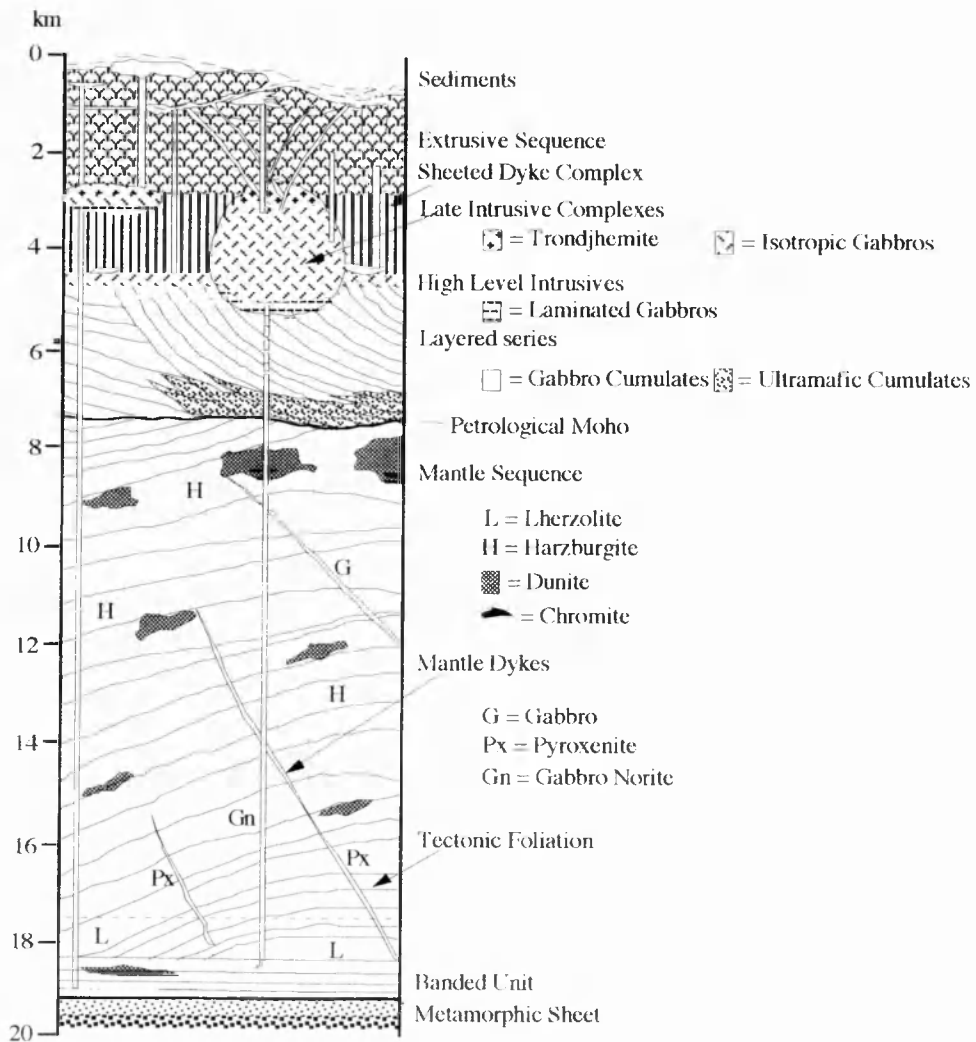 km
0
2
4
6
8
10
12
14
16
18
20
Sediments
Extrusive Sequence
Sheeted Dyke Complex
Late Intrusive Complexes
= Trondjhemite = Isotropic Gabbros
High Level Intrusives
= Laminated Gabbros
Layered series
= Gabbro Cumulates = Ultramafic Cumulates
Petrological Moho
Mantle Sequence
L = Lherzolite
H = Harzburgite
= Dunite
= Chromite
Mantle Dykes
G = Gabbro
Px = Pyroxenite
Gn = Gabbro Norite
Tectonic Foliation
Banded Unit
Metamorphic Sheet
H
G
H
H
Gn
Px
Px
L
L